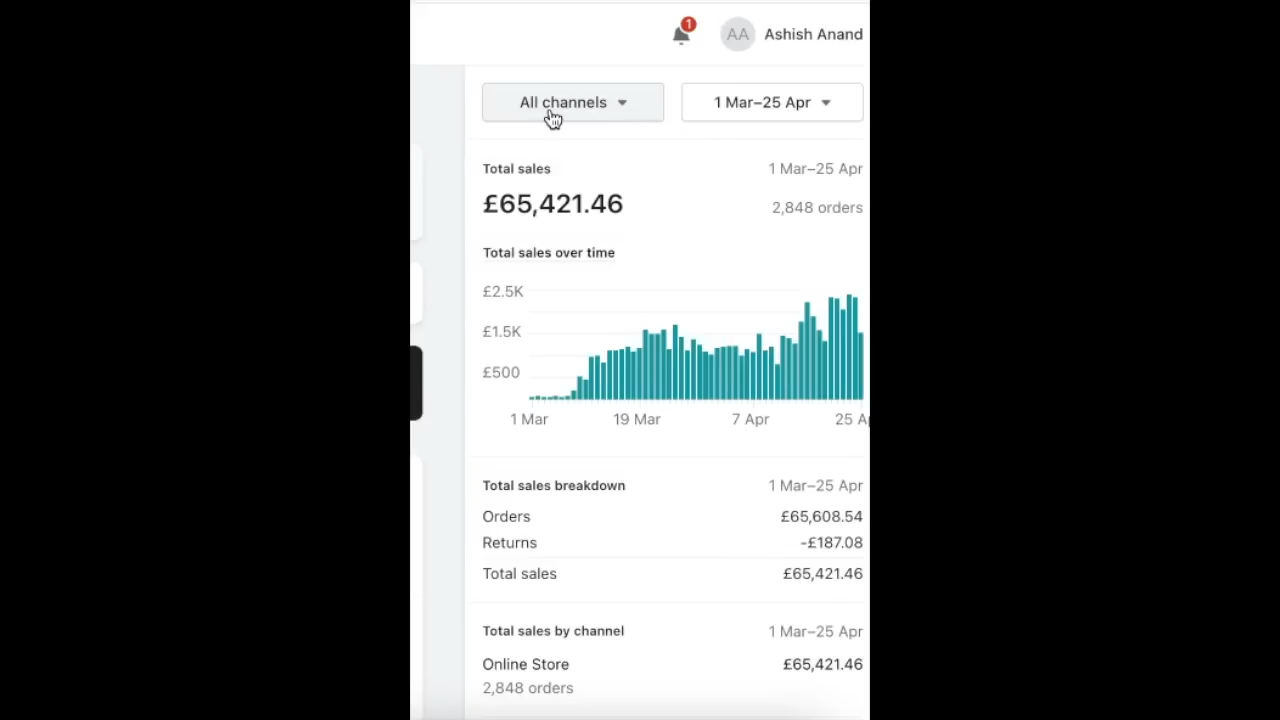 1
AA Ashish Anand
All channels 1 Mar–25 Apr
Total sales 1 Mar–25 Apr
£65,421.46 2,848 orders
Total sales over time
£2.5K
£1.5K
£500
1 Mar 19 Mar 7 Apr 25 A
Total sales breakdown 1 Mar–25 Apr
Orders £65,608.54
Returns -£187.08
Total sales £65,421.46
Total sales by channel 1 Mar–25 Apr
Online Store £65,421.46
2,848 orders